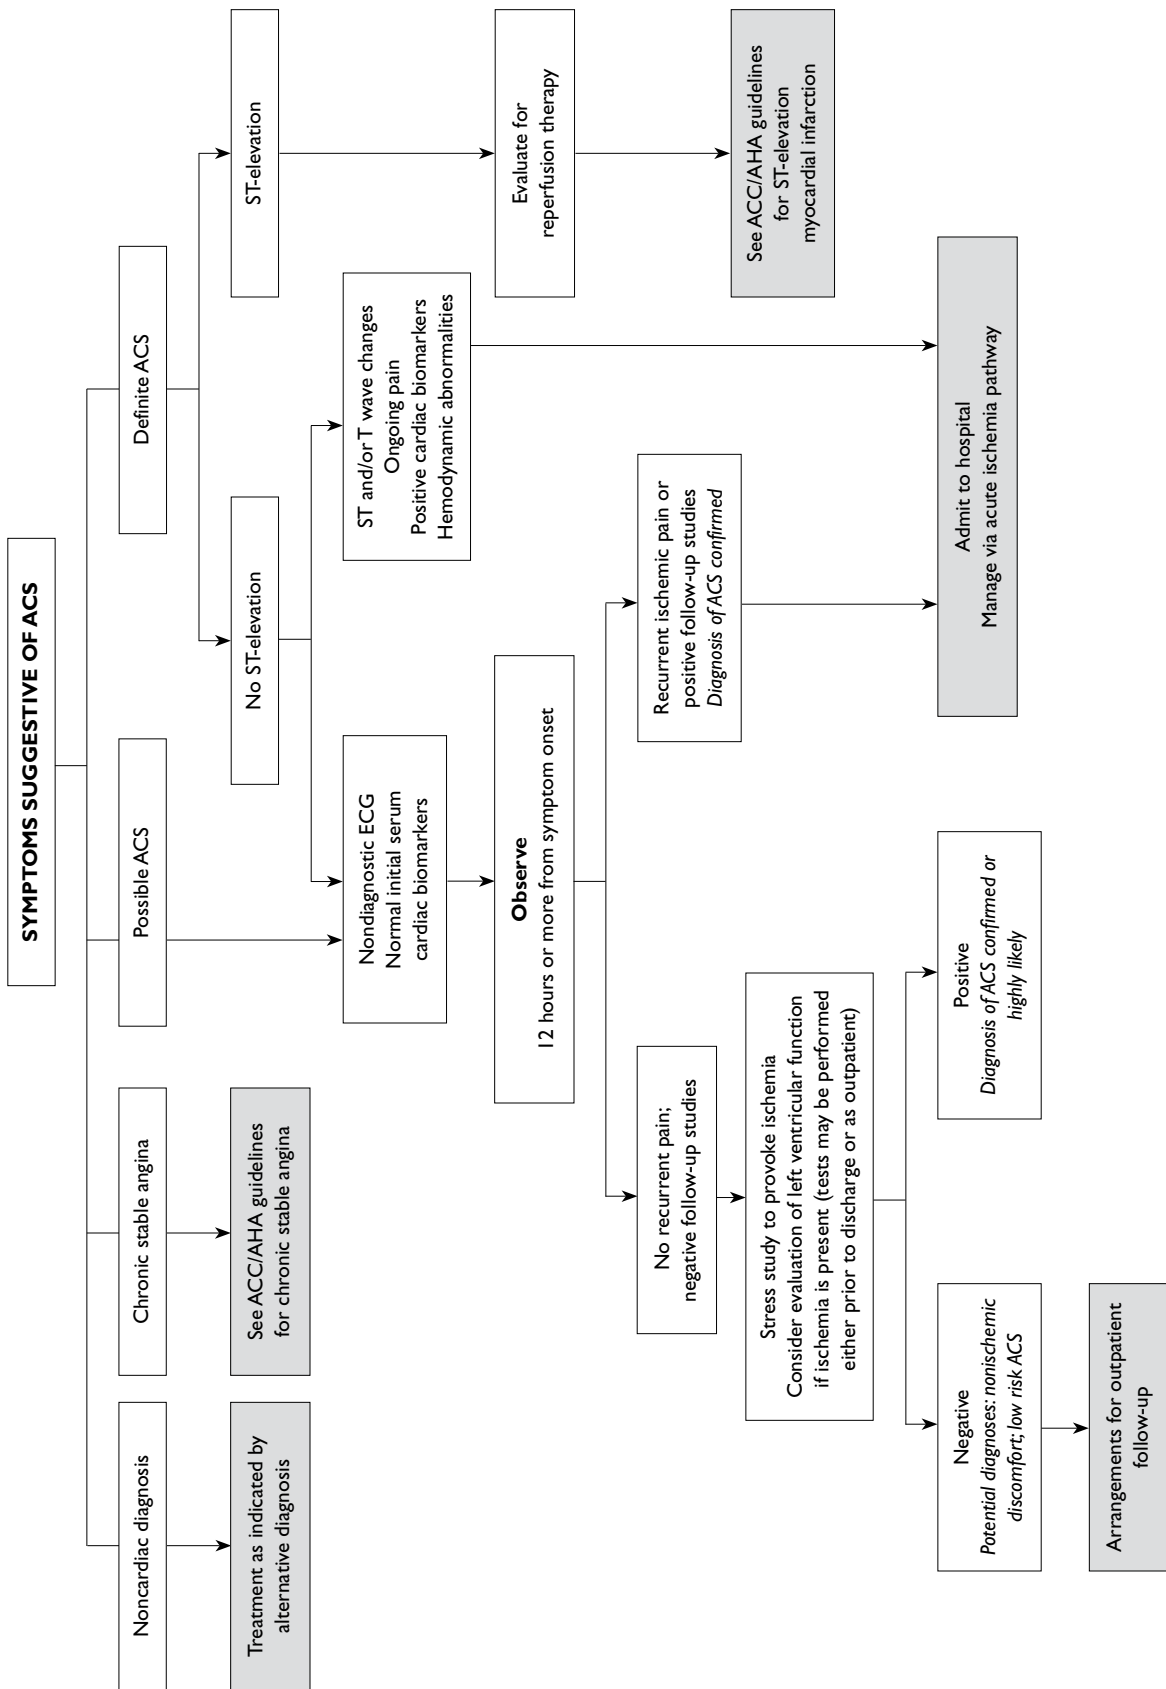 SYMPTOMS SUGGESTIVE OF ACS
Noncardiac diagnosis
Chronic stable angina
Possible ACS
Definite ACS
Treatment as indicated by
alternative diagnosis
See ACC/AHA guidelines
for chronic stable angina
No ST-elevation
ST-elevation
Nondiagnostic ECG
Normal initial serum
cardiac biomarkers
ST and/or T wave changes
Ongoing pain
Positive cardiac biomarkers
Hemodynamic abnormalities
Observe
12 hours or more from symptom onset
Evaluate for
reperfusion therapy
No recurrent pain;
negative follow-up studies
Recurrent ischemic pain or
positive follow-up studies
Diagnosis of ACS confirmed
See ACC/AHA guidelines
for ST-elevation
myocardial infarction
Stress study to provoke ischemia
Consider evaluation of left ventricular function
if ischemia is present (tests may be performed
either prior to discharge or as outpatient)
Negative
Potential diagnoses: nonischemic
discomfort; low risk ACS
Positive
Diagnosis of ACS confirmed or
highly likely
Admit to hospital
Manage via acute ischemia pathway
Arrangements for outpatient
follow-up